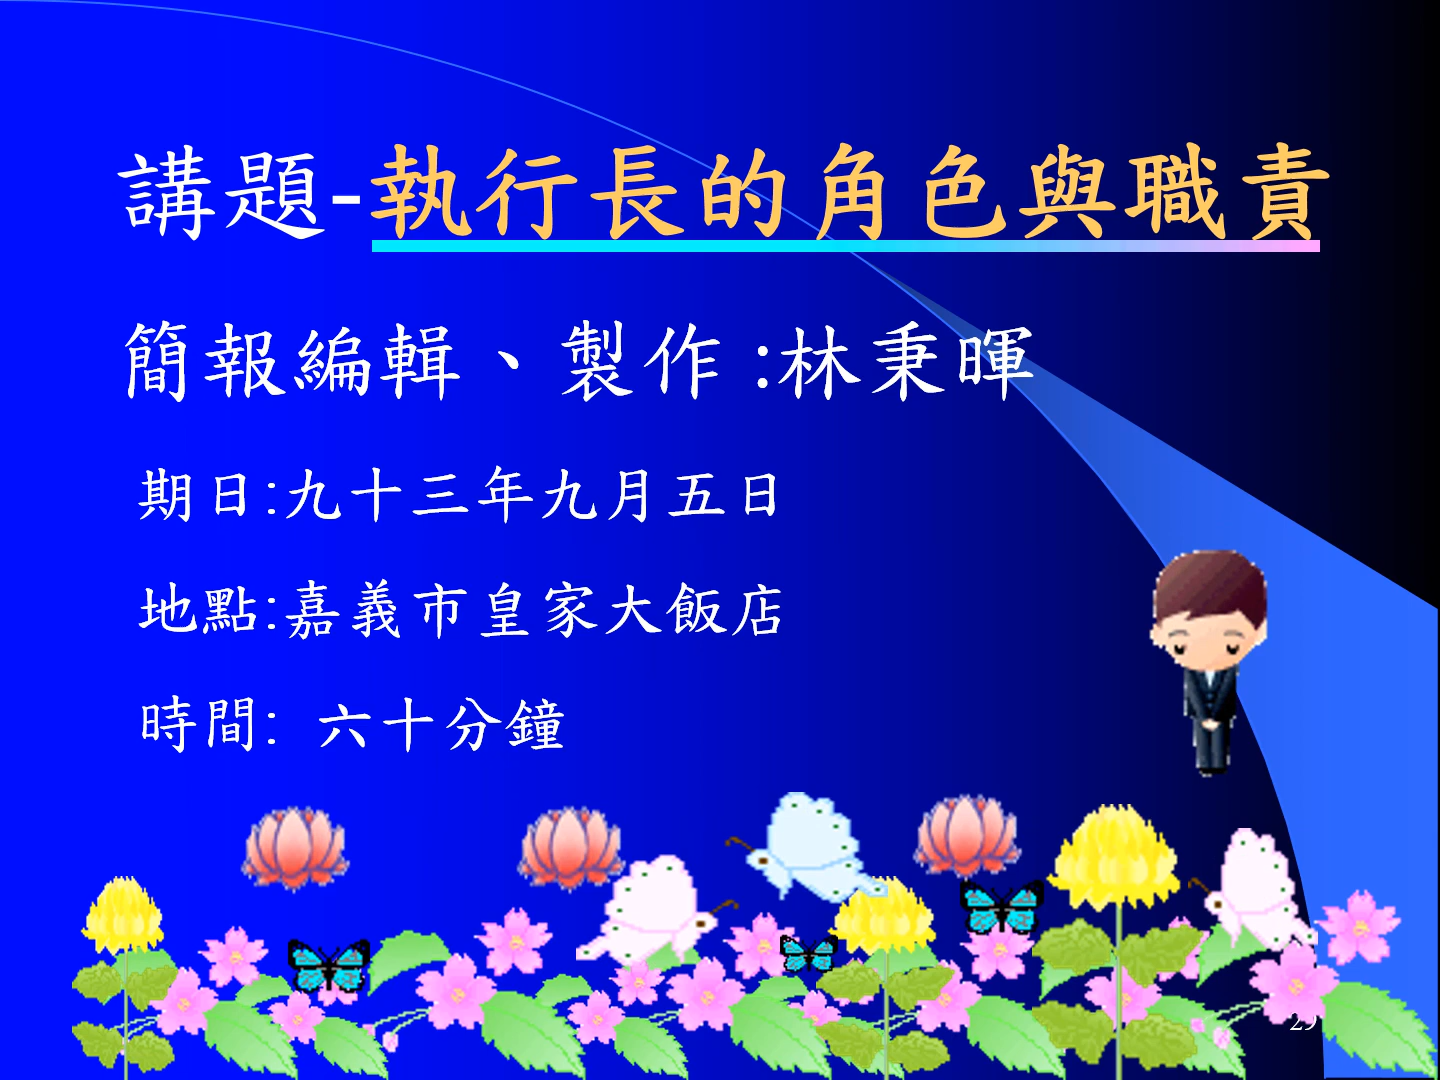 講題-執行長的角色與職責
簡報編輯、製作 :林秉暉
期日:九十三年九月五日
地點:嘉義市皇家大飯店
時間: 六十分鐘
29